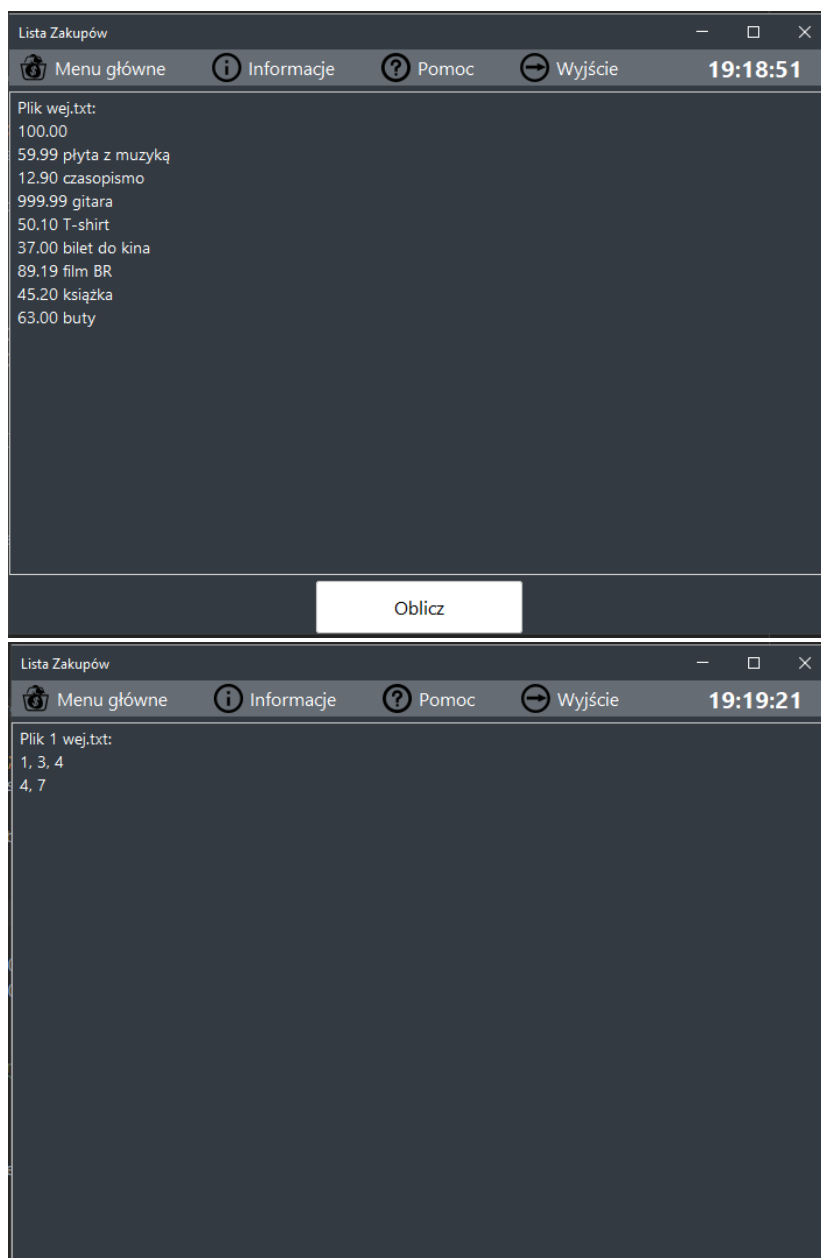 Lista Zakupów
Menu główne Informacje Pomoc Wyjście 19:18:51
Plik wej.txt:
100.00
59.99 płyta z muzyką
12.90 czasopismo
999.99 gitara
50.10 T-shirt
37.00 bilet do kina
89.19 film BR
45.20 książka
63.00 buty
Oblicz
Lista Zakupów
Menu główne Informacje Pomoc Wyjście 19:19:21
Plik 1 wej.txt:
1, 3, 4
4, 7